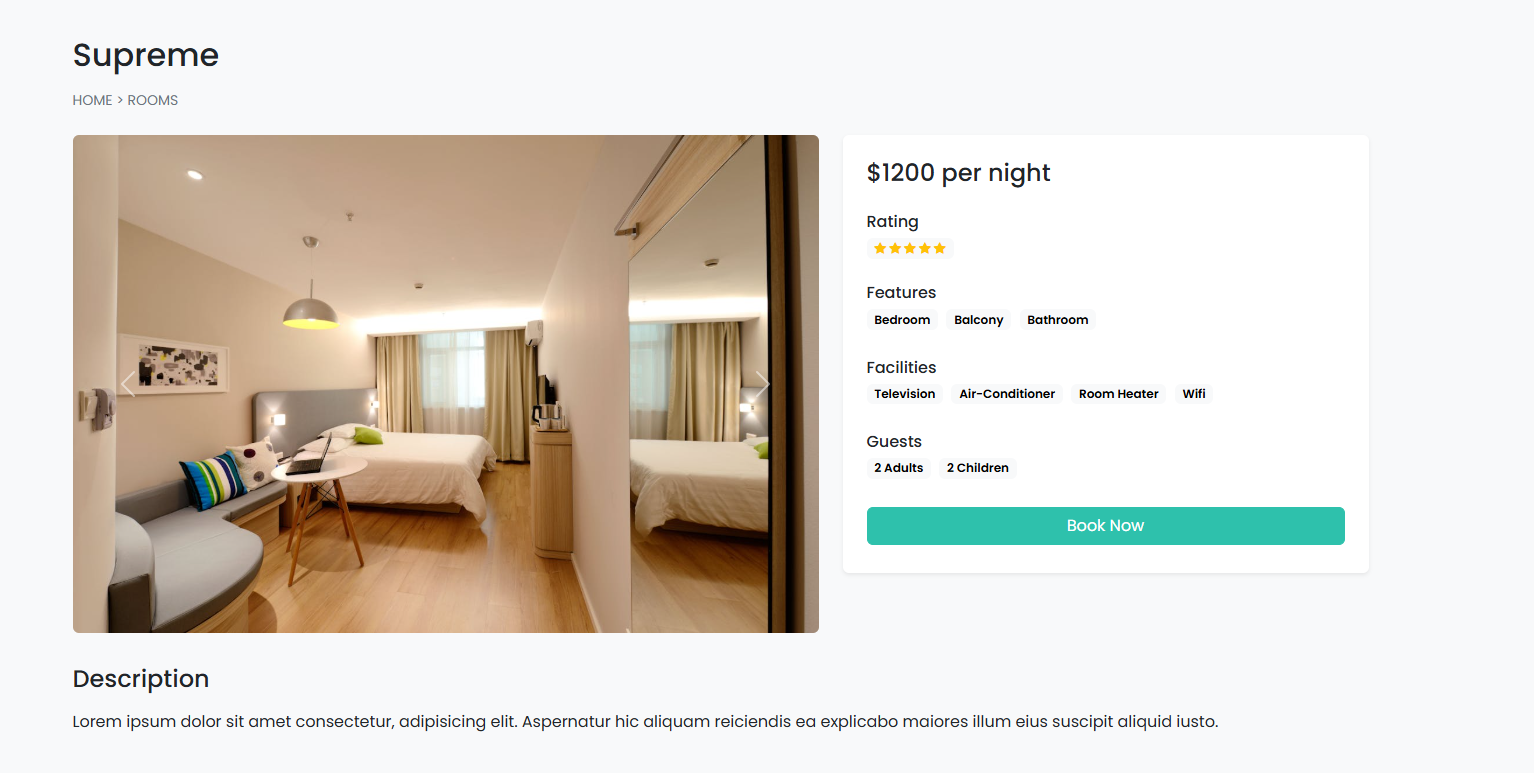 Supreme
HOME > ROOMS
$1200 per night
Rating
Features
Bedroom Balcony Bathroom
Facilities
Television Air-Conditioner Room Heater Wifi
Guests
2 Adults 2 Children
Book Now
Description
Lorem ipsum dolor sit amet consectetur, adipisicing elit. Aspernatur hic aliquam reiciendis ea explicabo maiores illum eius suscipit aliquid iusto.